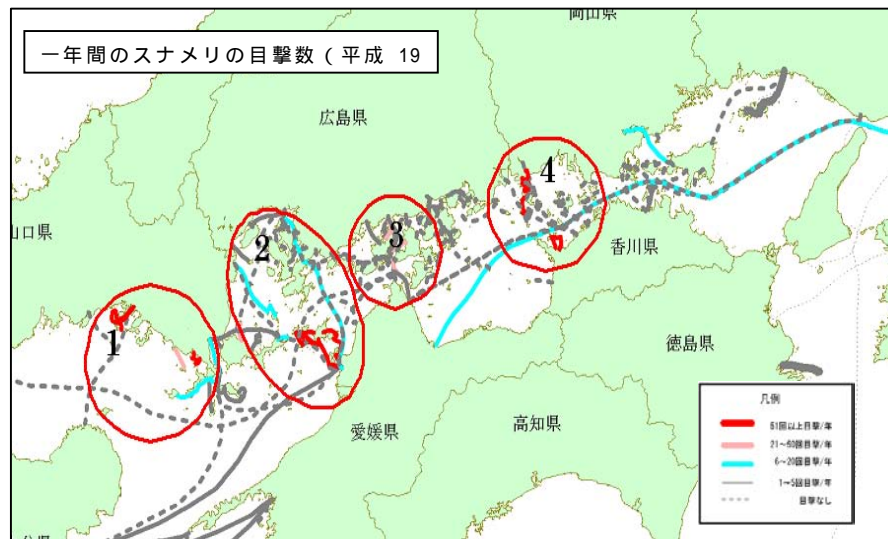 一年間のスナメリの目撃数（平成 19
岡山県
広島県
山口県
1
2
3
4
香川県
徳島県
愛媛県
高知県
凡例
51回以上目撃/年
21～50回目撃/年
6～20回目撃/年
1～5回目撃/年
目撃なし